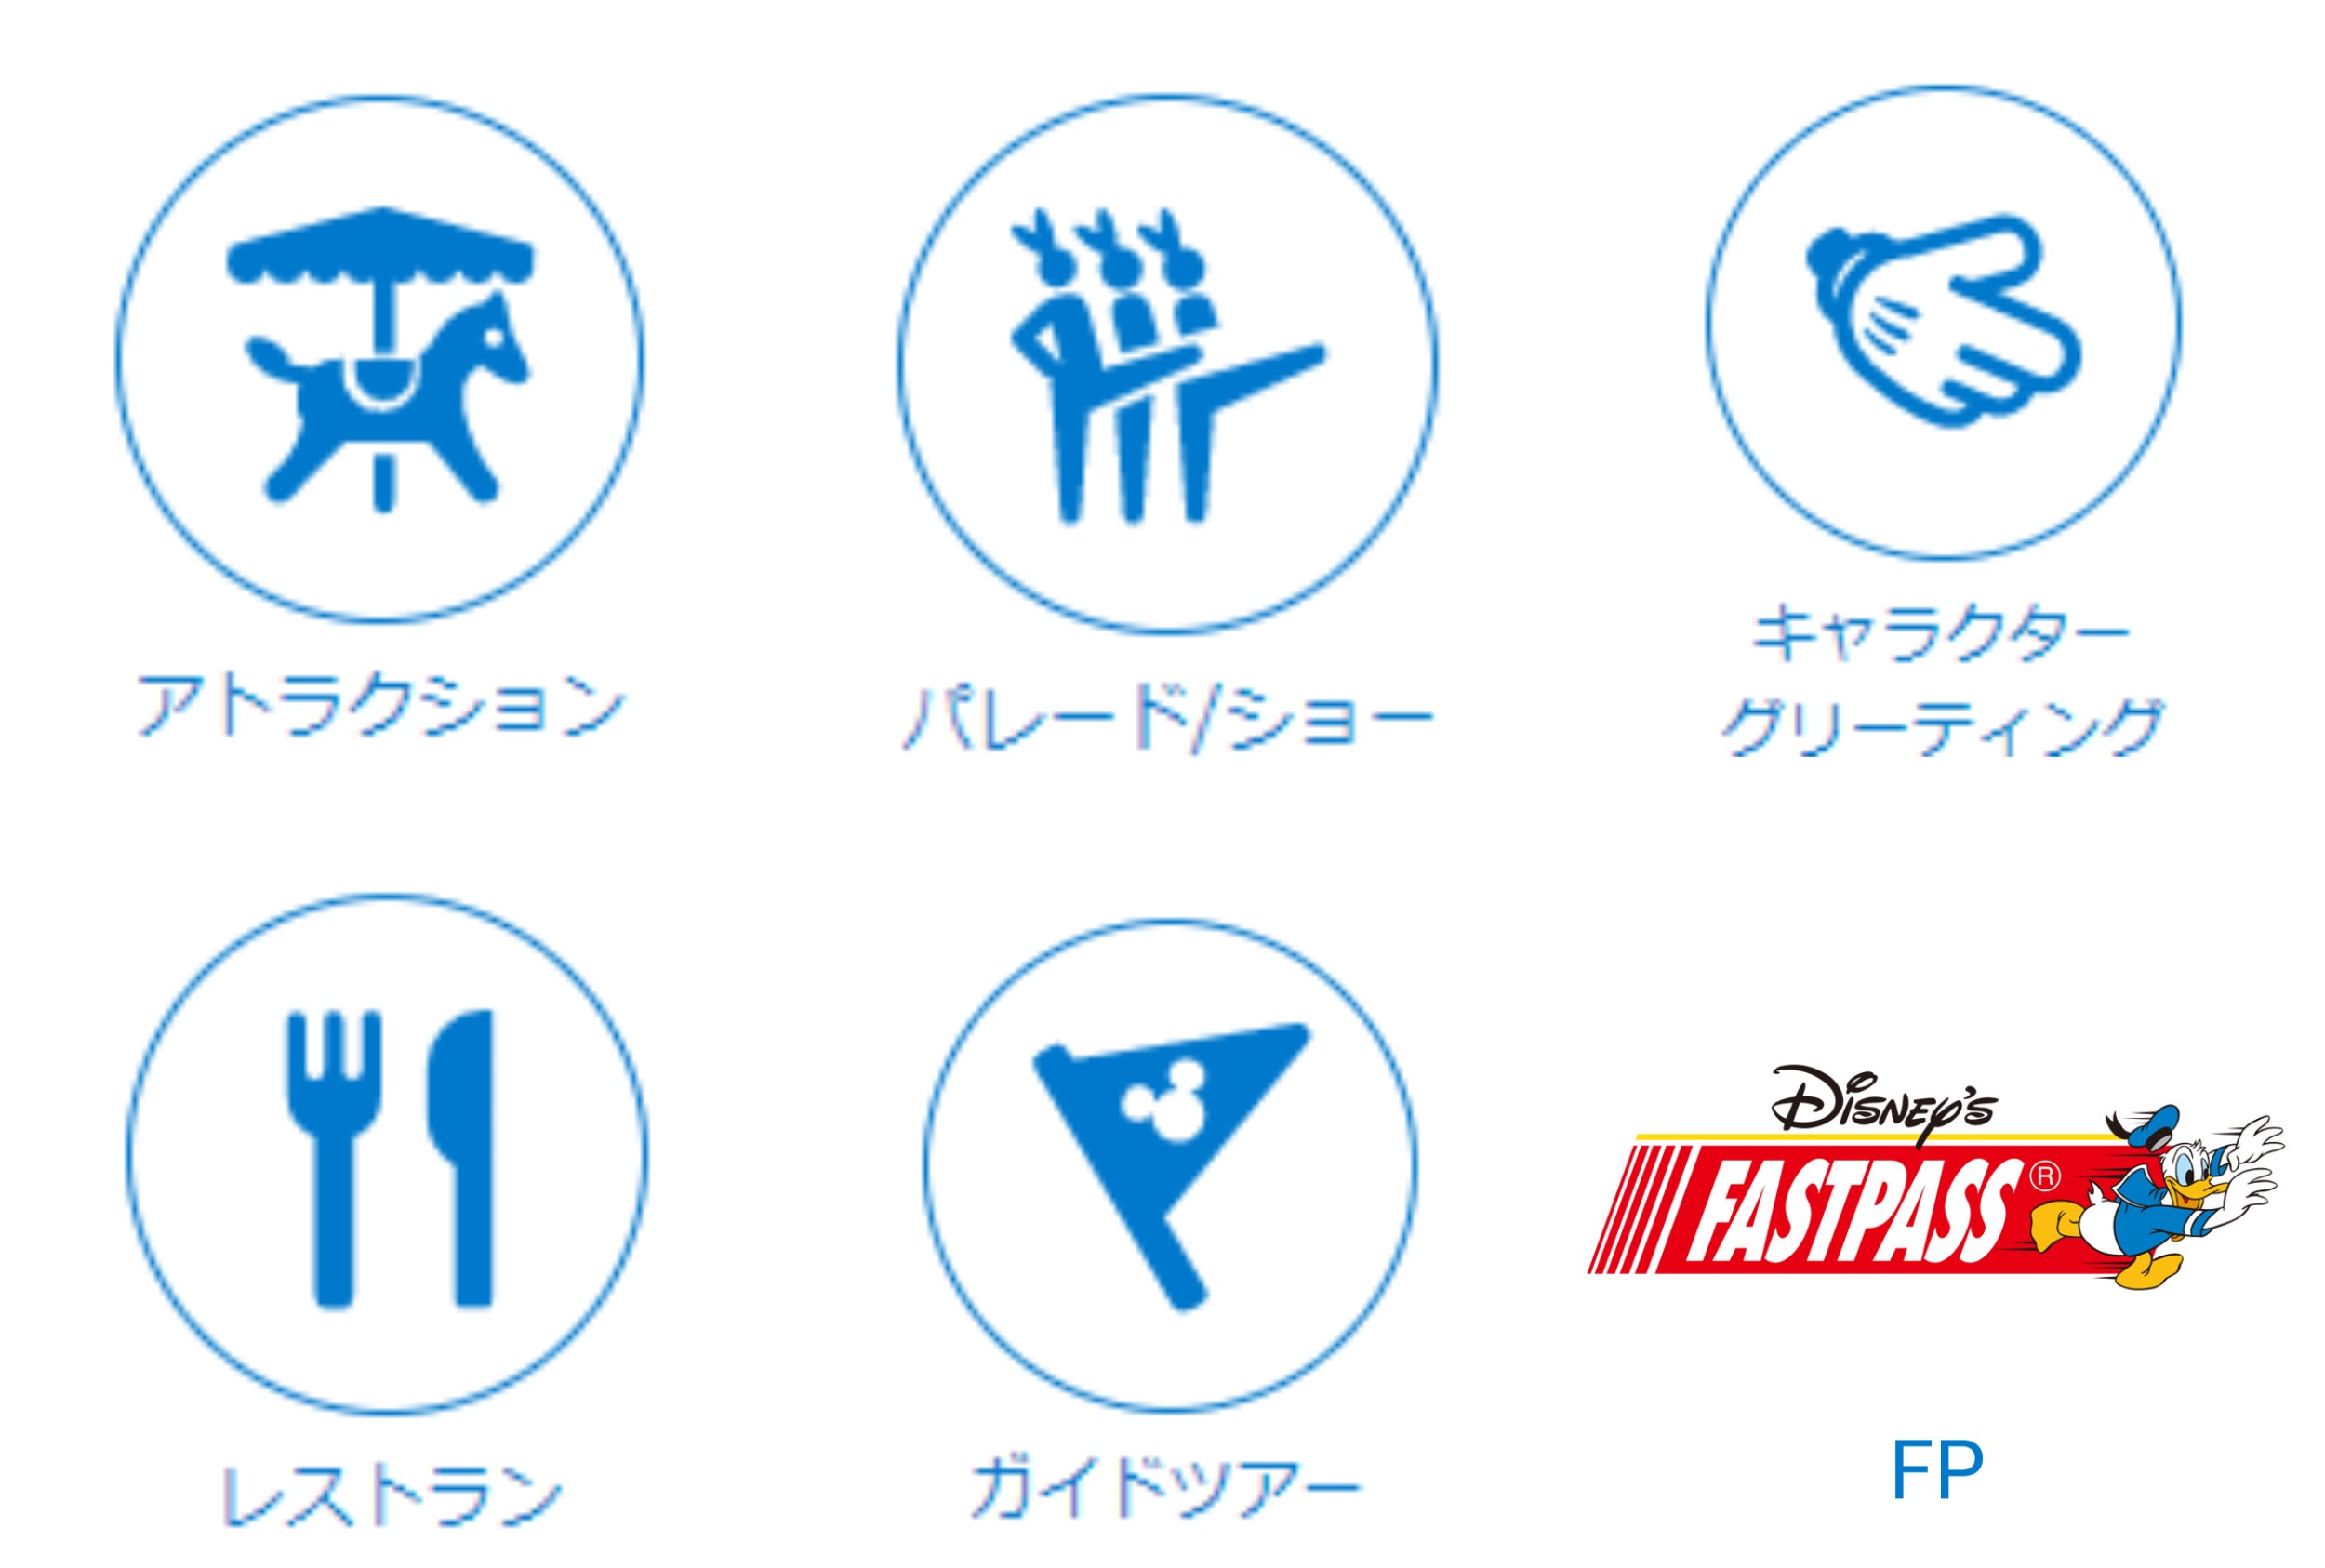 アトラクション
パレード/ショー
キャラクター
グリーティング
レストラン
ガイドツアー
DISNEY'S
FASTPASS®
FP